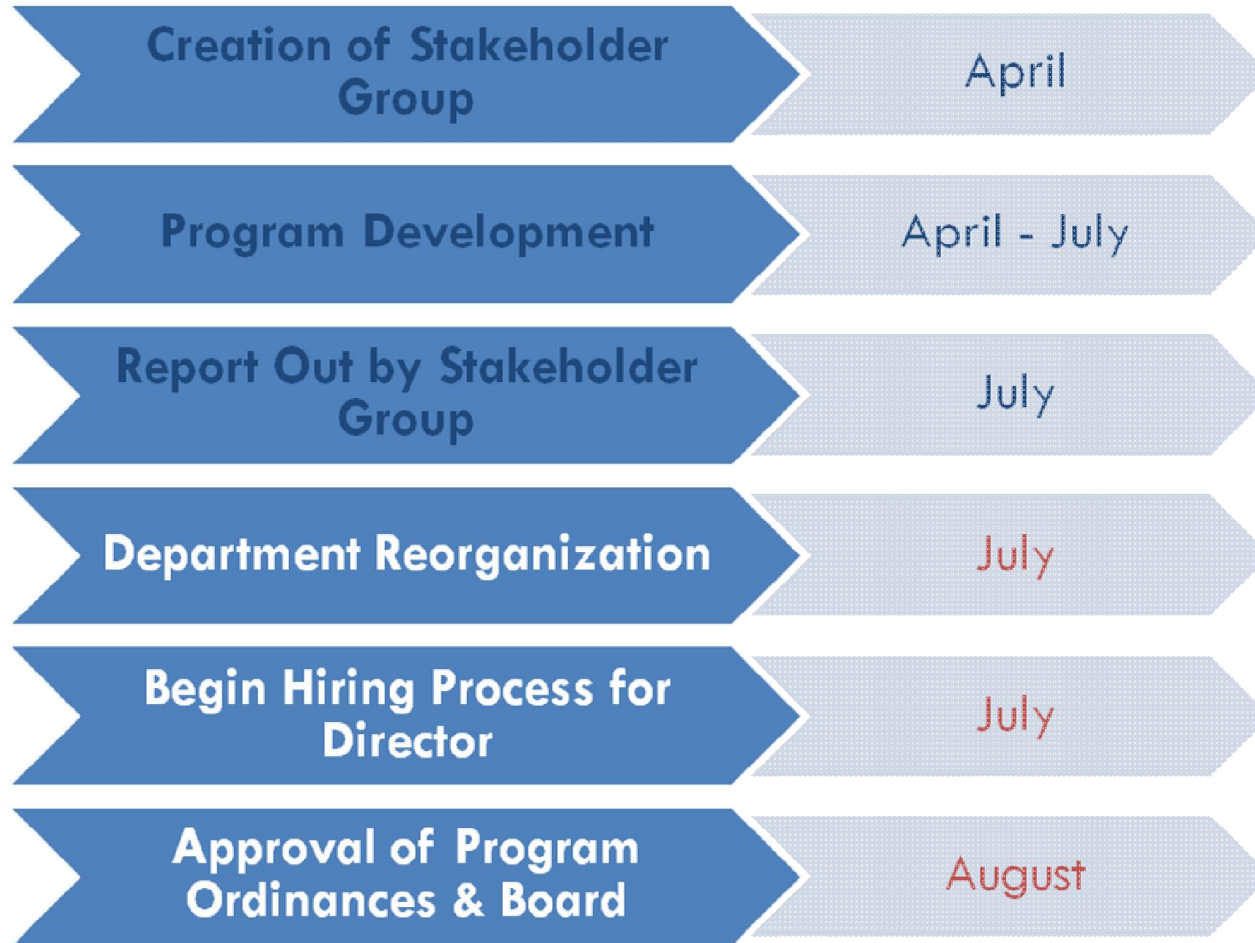 Creation of Stakeholder
Group
April
Program Development
April - July
Report Out by Stakeholder
Group
July
Department Reorganization
July
Begin Hiring Process for
Director
July
Approval of Program
Ordinances & Board
August